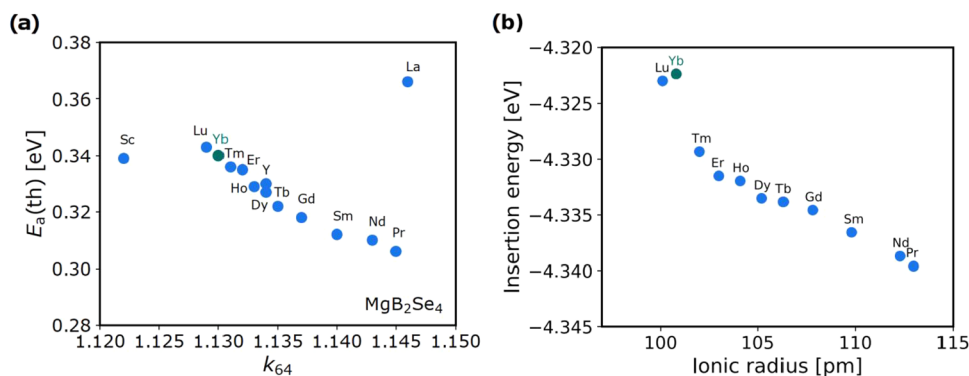 (a)
0.38
0.36
0.34
0.32
0.30
0.28
Eₐ(th) [eV]
La
Sc
Lu
Yb
Tm
Er
Y
Ho
Dy
Tb
Gd
Sm
Nd
Pr
MgB₂Se₄
1.120 1.125 1.130 1.135 1.140 1.145 1.150
k₆₄
(b)
−4.320
−4.325
−4.330
−4.335
−4.340
−4.345
Insertion energy [eV]
Yb
Lu
Tm
Er
Ho
Dy
Tb
Gd
Sm
Nd
Pr
100 105 110 115
Ionic radius [pm]